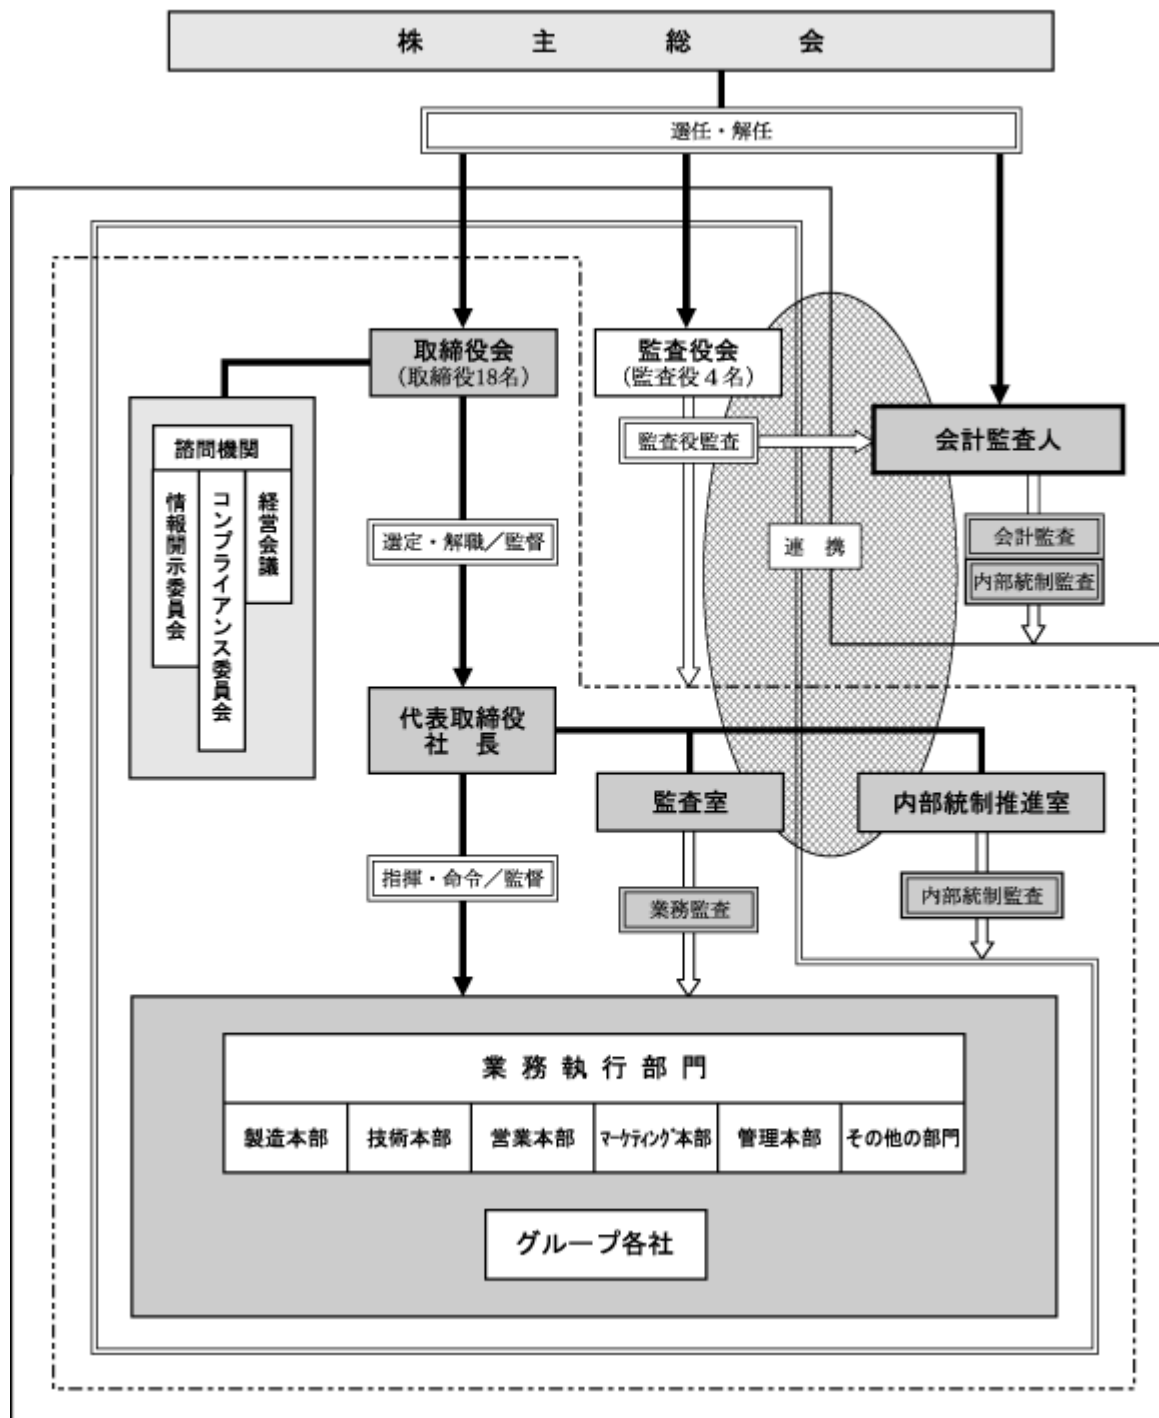 株主総会
選任・解任
取締役会
（取締役18名）
監査役会
（監査役４名）
監査役監査
会計監査人
諮問機関
情報開示委員会
コンプライアンス委員会
経営会議
選定・解職／監督
連携
会計監査
内部統制監査
代表取締役
社長
監査室
内部統制推進室
指揮・命令／監督
業務監査
内部統制監査
業務執行部門
製造本部
技術本部
営業本部
ﾏｰｹﾃｨﾝｸﾞ本部
管理本部
その他の部門
グループ各社